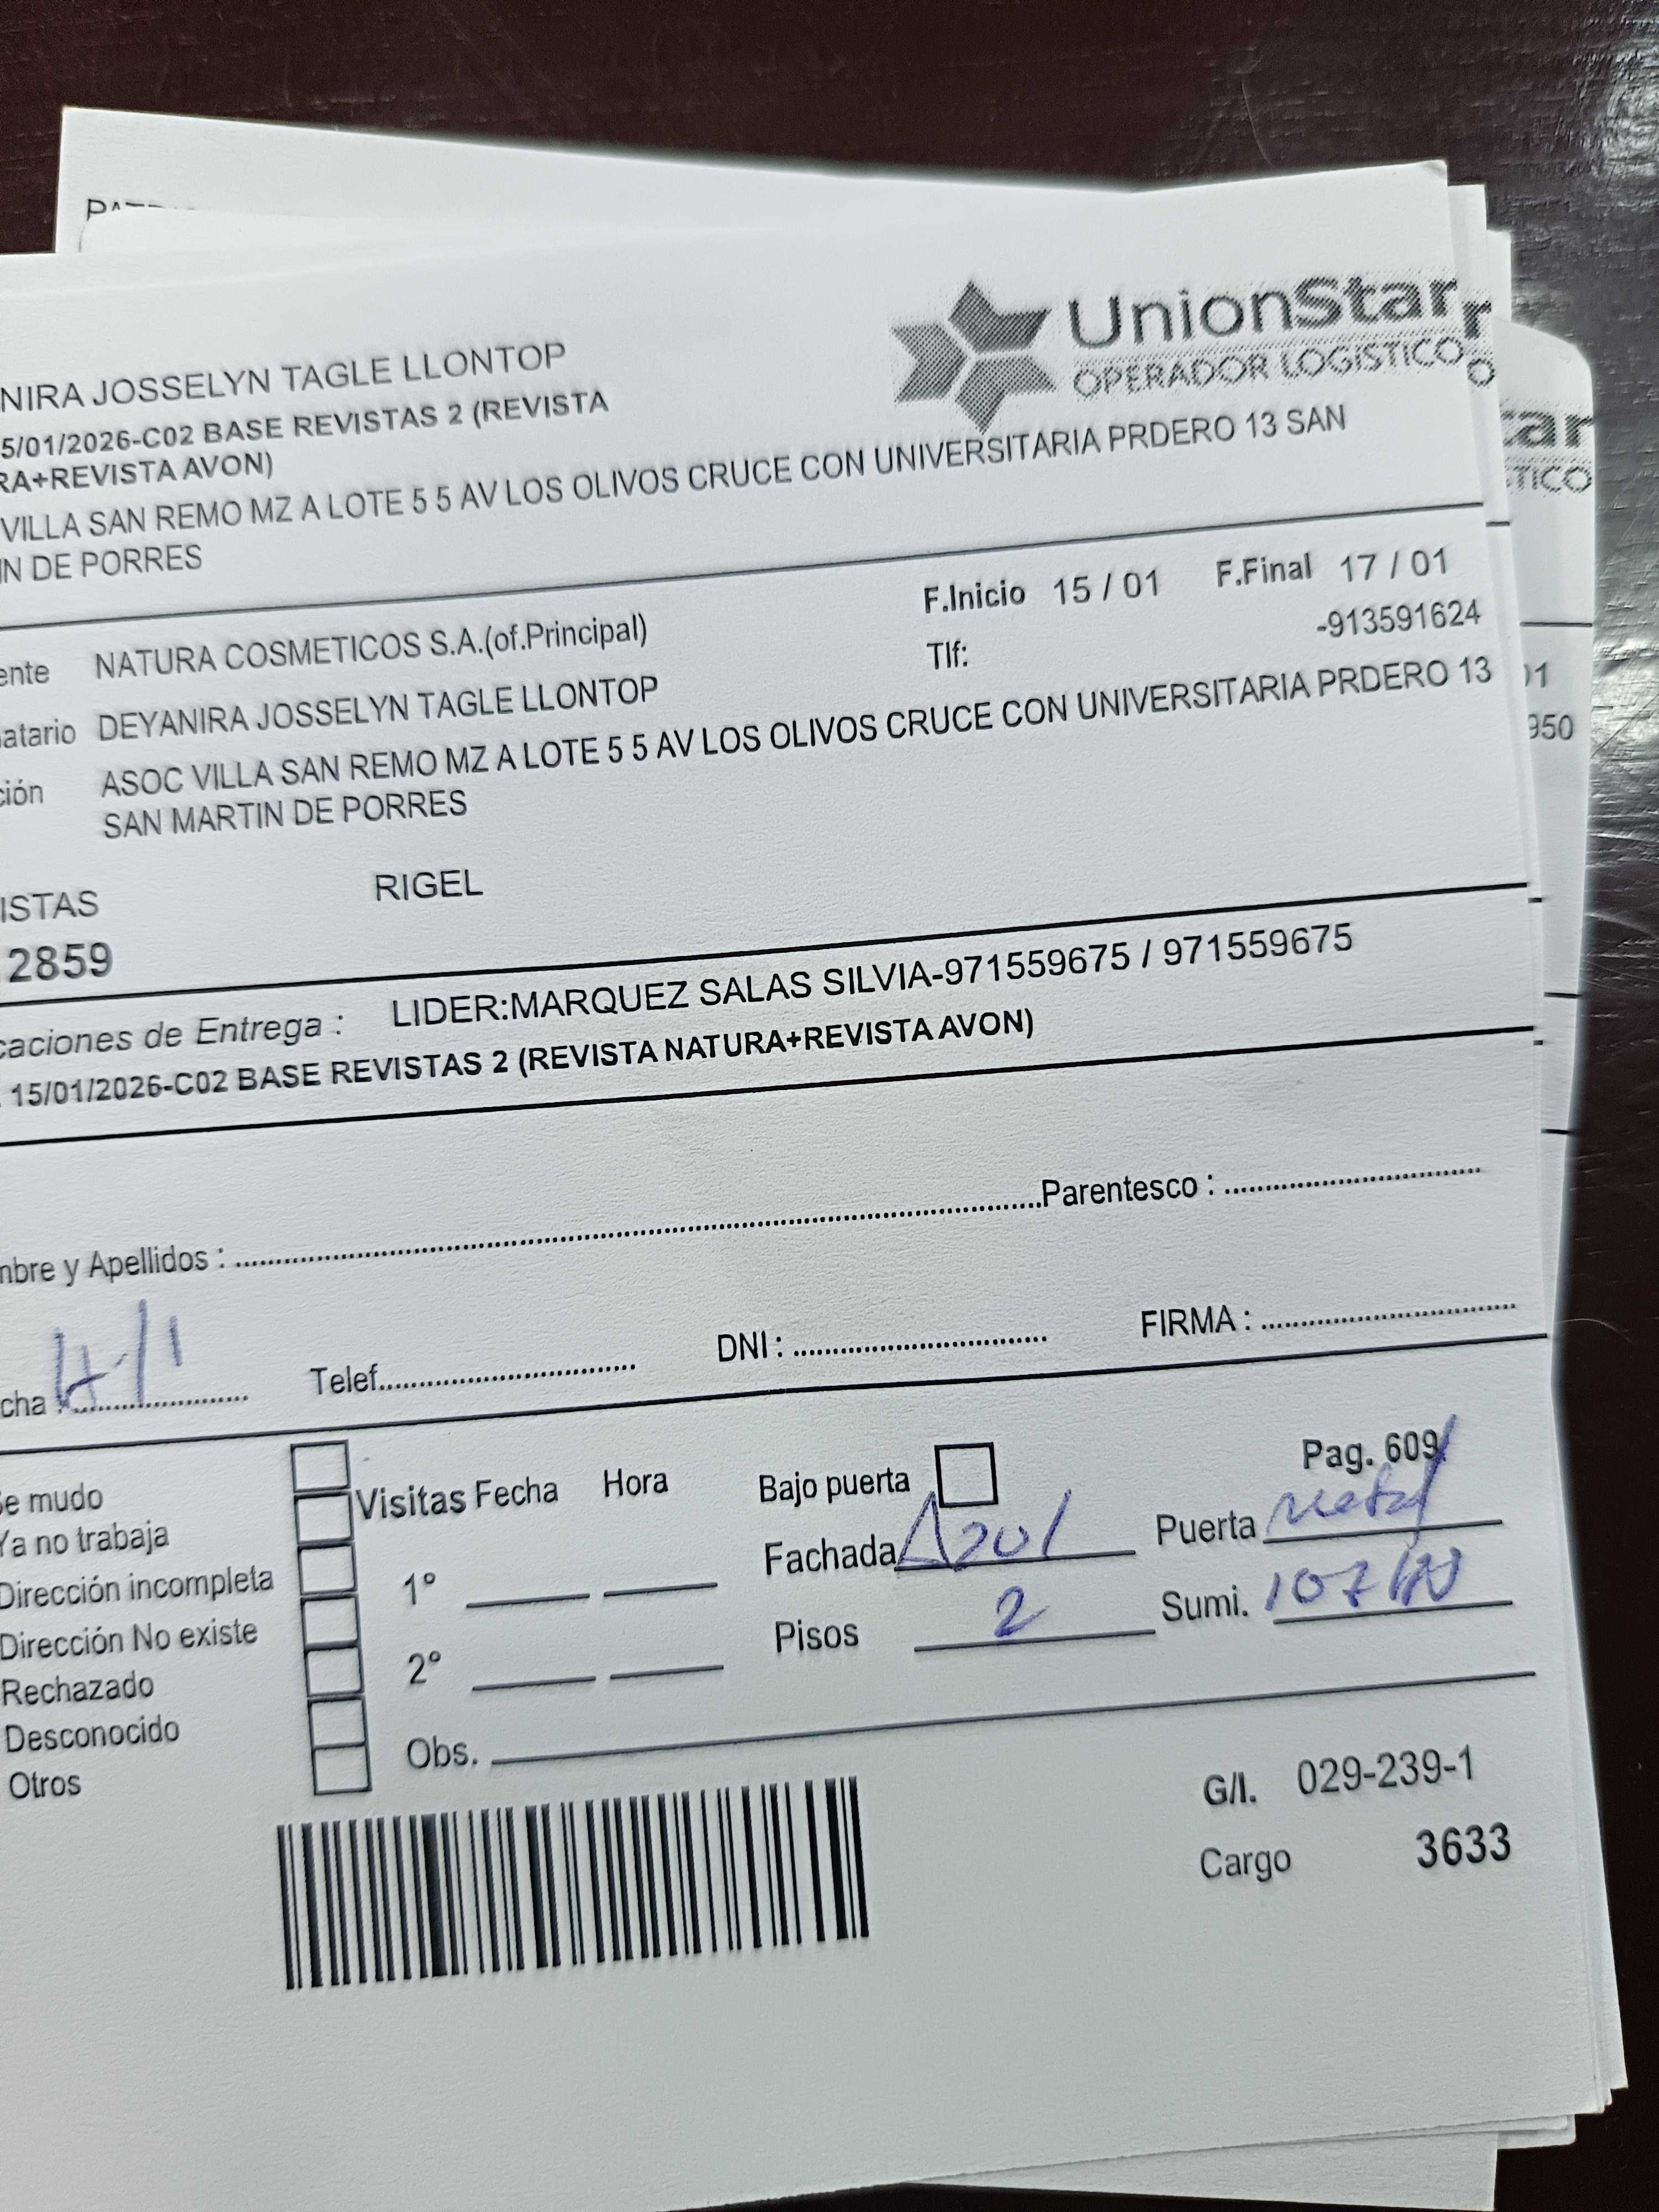 UnionStar
OPERADOR LOGISTICO
NIRA JOSSELYN TAGLE LLONTOP
5/01/2026-C02 BASE REVISTAS 2 (REVISTA
RA+REVISTA AVON)
VILLA SAN REMO MZ A LOTE 5 5 AV LOS OLIVOS CRUCE CON UNIVERSITARIA PRDERO 13 SAN
IN DE PORRES
F.Inicio 15 / 01 F.Final 17 / 01
ente NATURA COSMETICOS S.A.(of.Principal)
Tlf: -913591624
atario DEYANIRA JOSSELYN TAGLE LLONTOP
ción ASOC VILLA SAN REMO MZ A LOTE 5 5 AV LOS OLIVOS CRUCE CON UNIVERSITARIA PRDERO 13
SAN MARTIN DE PORRES
ISTAS RIGEL
2859
caciones de Entrega : LIDER:MARQUEZ SALAS SILVIA-971559675 / 971559675
15/01/2026-C02 BASE REVISTAS 2 (REVISTA NATURA+REVISTA AVON)
mbre y Apellidos : Parentesco :
cha : Telef. DNI : FIRMA :
Se mudo
Ya no trabaja
Dirección incompleta
Dirección No existe
Rechazado
Desconocido
Otros
Visitas Fecha Hora
1°
2°
Obs.
Bajo puerta Pag. 609
Fachada Azul Puerta Metal
Pisos 2 Sumi.
G/I. 029-239-1
Cargo 3633
tar
STICO
01
950